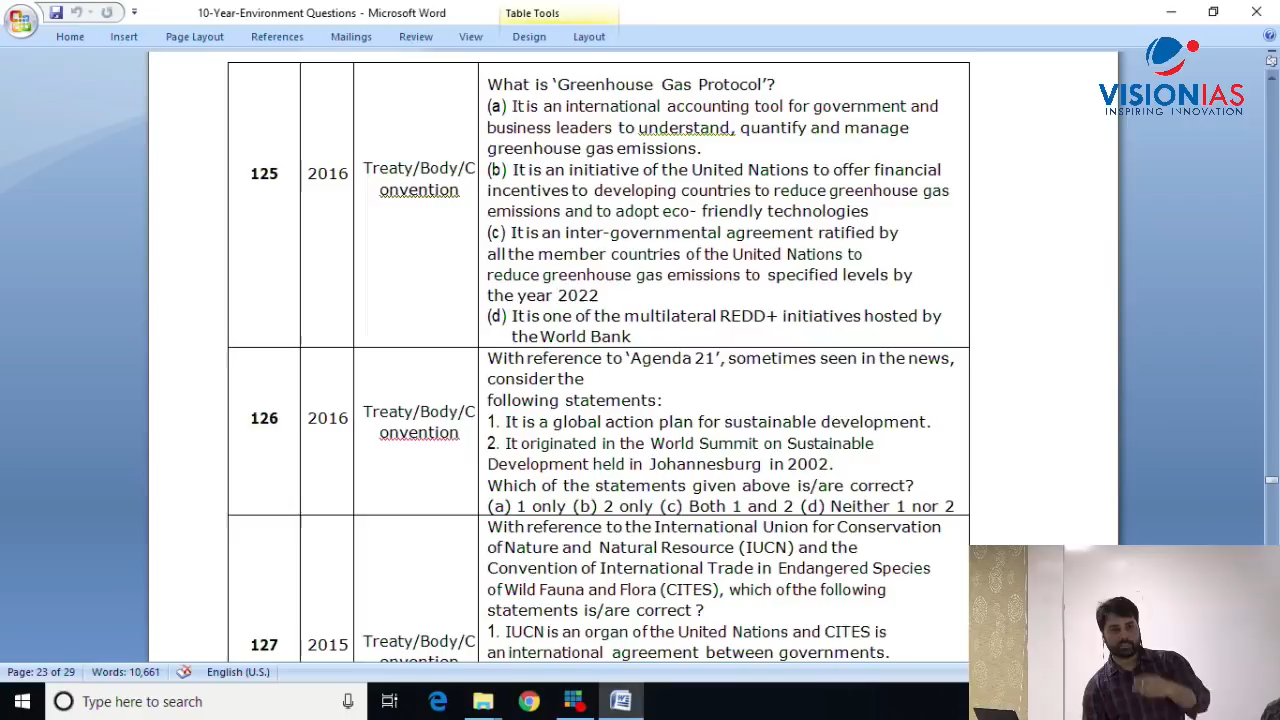 10-Year-Environment Questions - Microsoft Word
Table Tools
Home Insert Page Layout References Mailings Review View Design Layout
VISIONIAS
INSPIRING INNOVATION
What is ‘Greenhouse Gas Protocol’?
(a) It is an international accounting tool for government and
business leaders to understand, quantify and manage
greenhouse gas emissions.
(b) It is an initiative of the United Nations to offer financial
incentives to developing countries to reduce greenhouse gas
emissions and to adopt eco- friendly technologies
(c) It is an inter-governmental agreement ratified by
all the member countries of the United Nations to
reduce greenhouse gas emissions to specified levels by
the year 2022
(d) It is one of the multilateral REDD+ initiatives hosted by
the World Bank
125
2016
Treaty/Body/C
onvention
With reference to ‘Agenda 21’, sometimes seen in the news,
consider the
following statements:
1. It is a global action plan for sustainable development.
2. It originated in the World Summit on Sustainable
Development held in Johannesburg in 2002.
Which of the statements given above is/are correct?
(a) 1 only (b) 2 only (c) Both 1 and 2 (d) Neither 1 nor 2
126
2016
Treaty/Body/C
onvention
With reference to the International Union for Conservation
of Nature and Natural Resource (IUCN) and the
Convention of International Trade in Endangered Species
of Wild Fauna and Flora (CITES), which of the following
statements is/are correct ?
1. IUCN is an organ of the United Nations and CITES is
an international agreement between governments.
127
2015
Treaty/Body/C
onvention
Page: 23 of 29 Words: 10,661 English (U.S.)
Type here to search